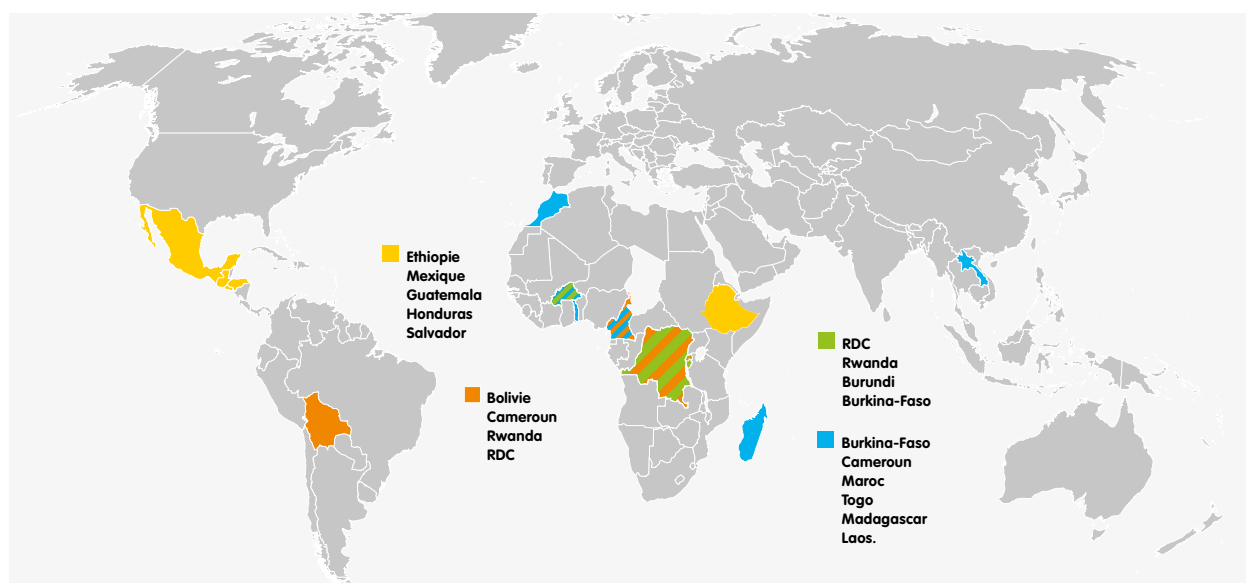 Ethiopie
Mexique
Guatemala
Honduras
Salvador
Bolivie
Cameroun
Rwanda
RDC
RDC
Rwanda
Burundi
Burkina-Faso
Burkina-Faso
Cameroun
Maroc
Togo
Madagascar
Laos.